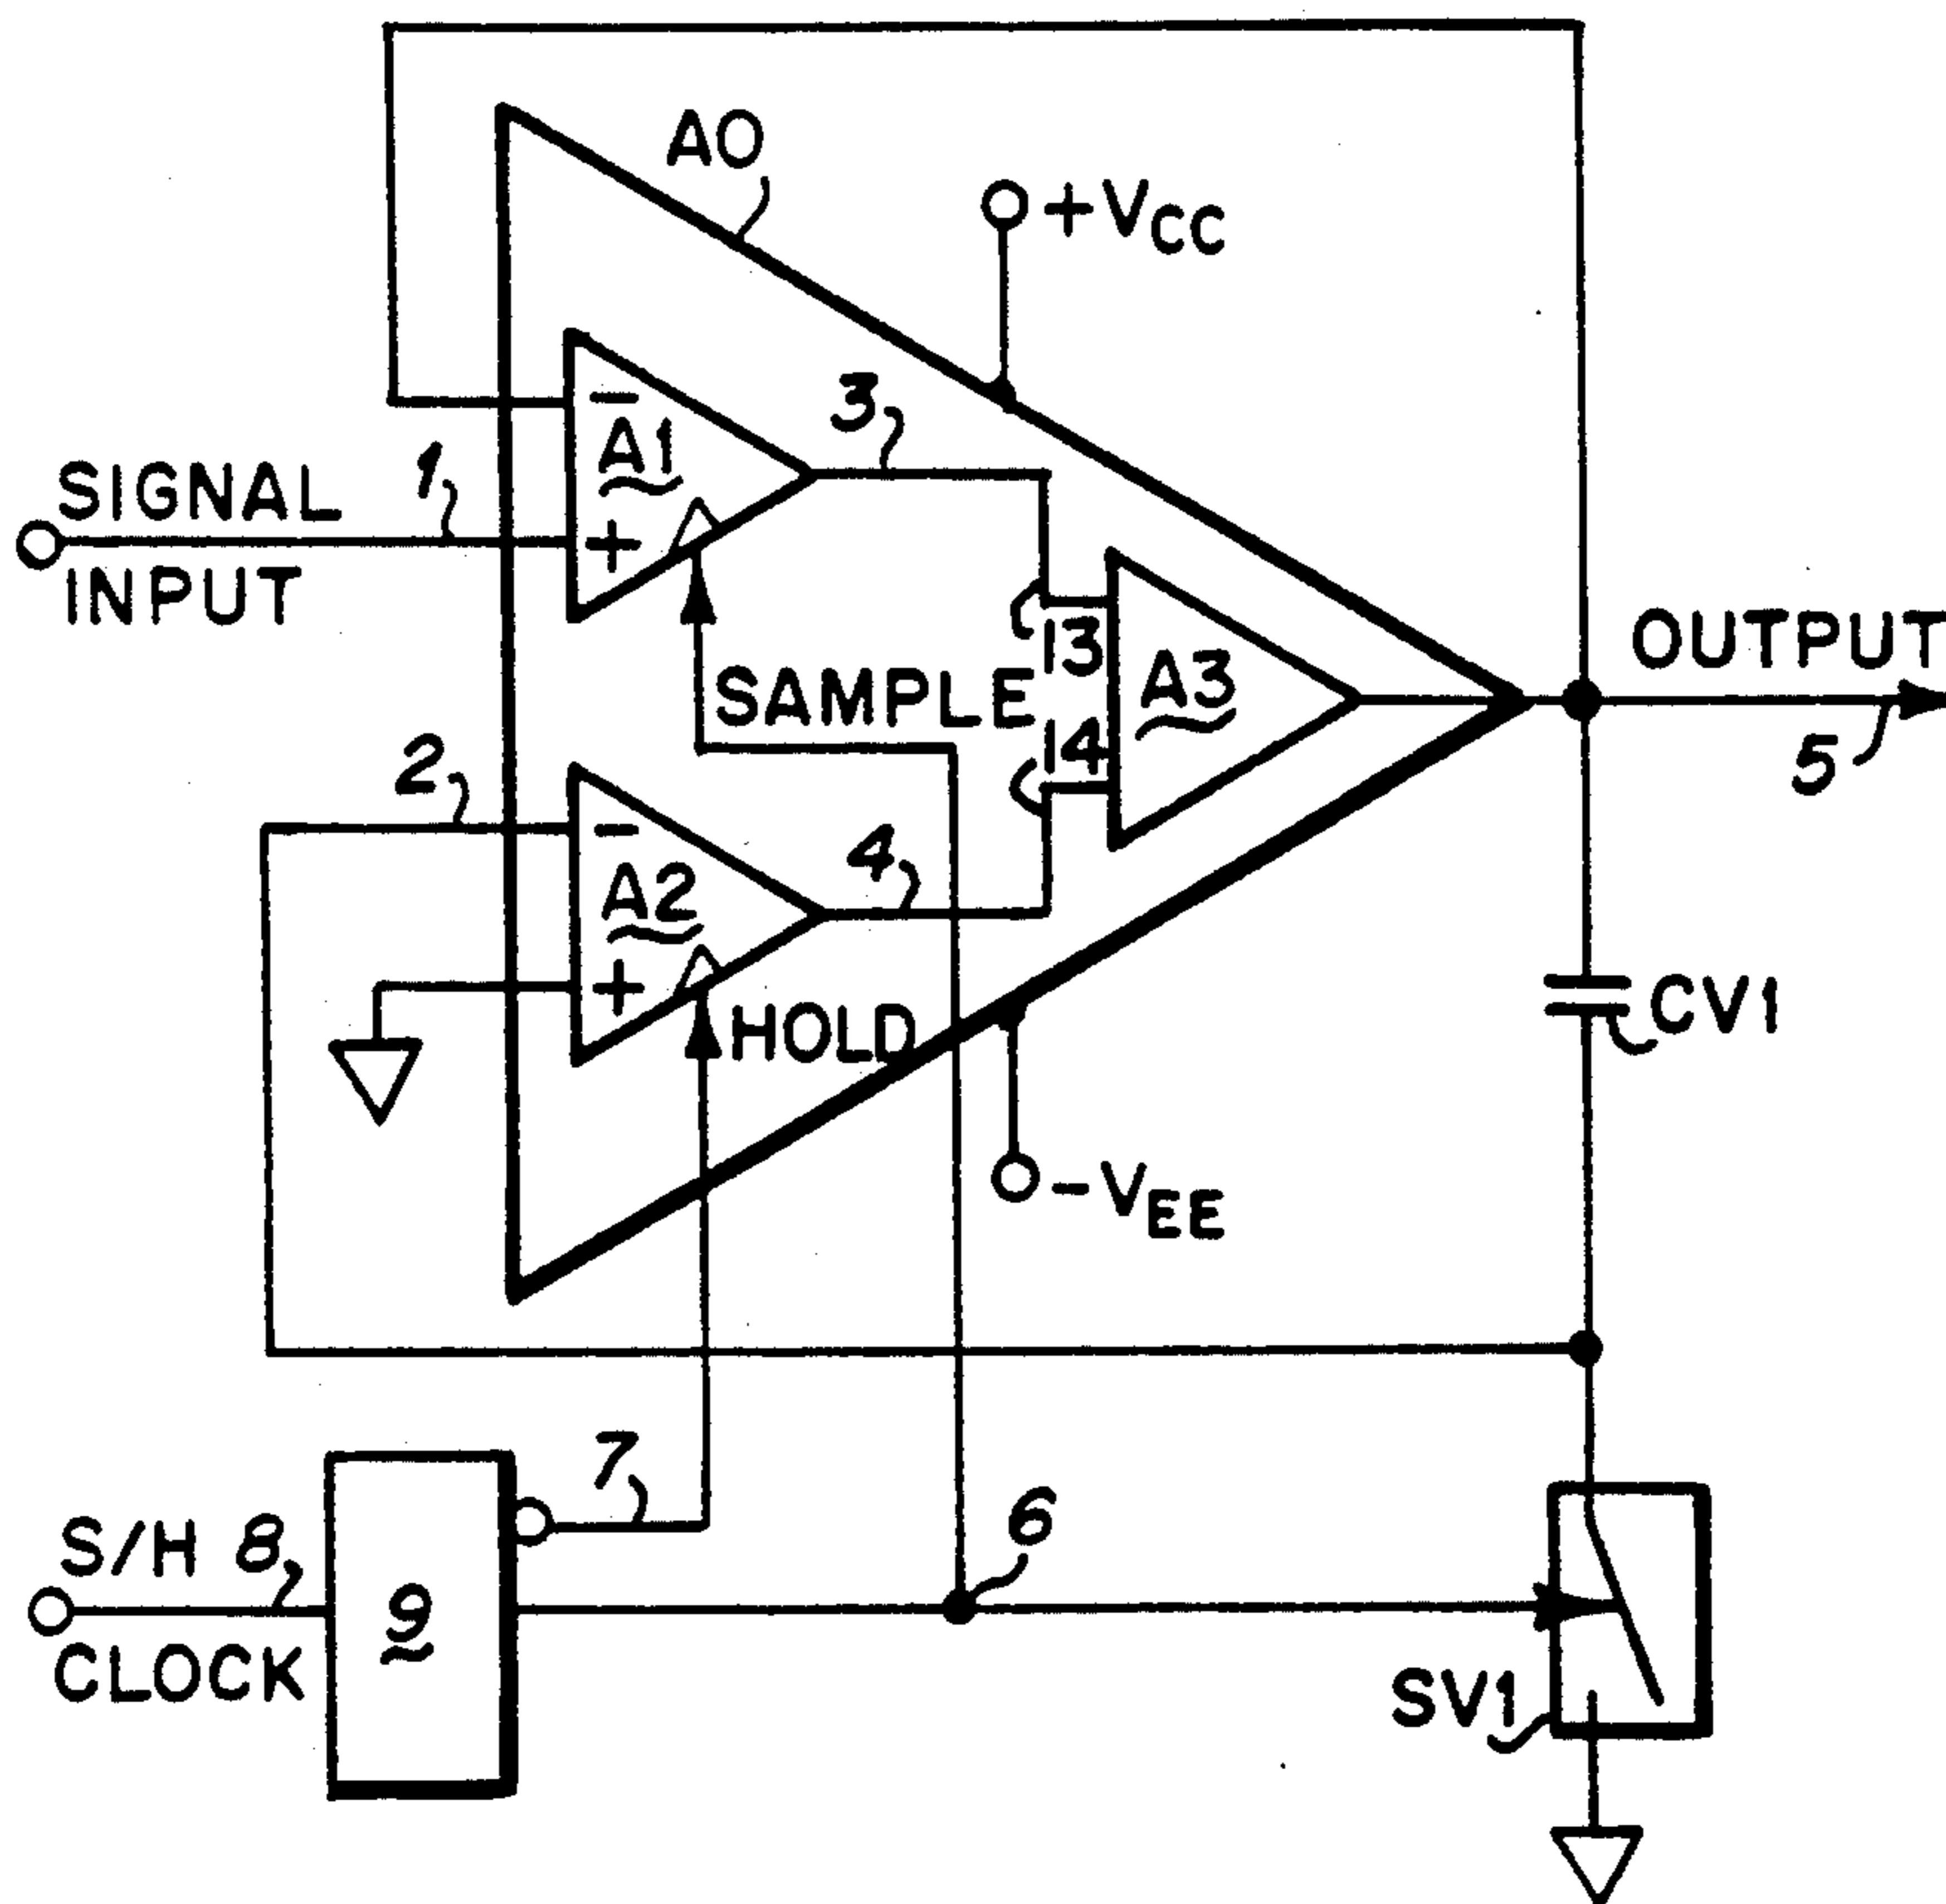 A0
+VCC
3
A1
−
+
1
SIGNAL
INPUT
13
SAMPLE
A3
OUTPUT
14
5
2
−
4
A2
+
HOLD
CV1
−VEE
7
6
S/H 8
9
CLOCK
SV1